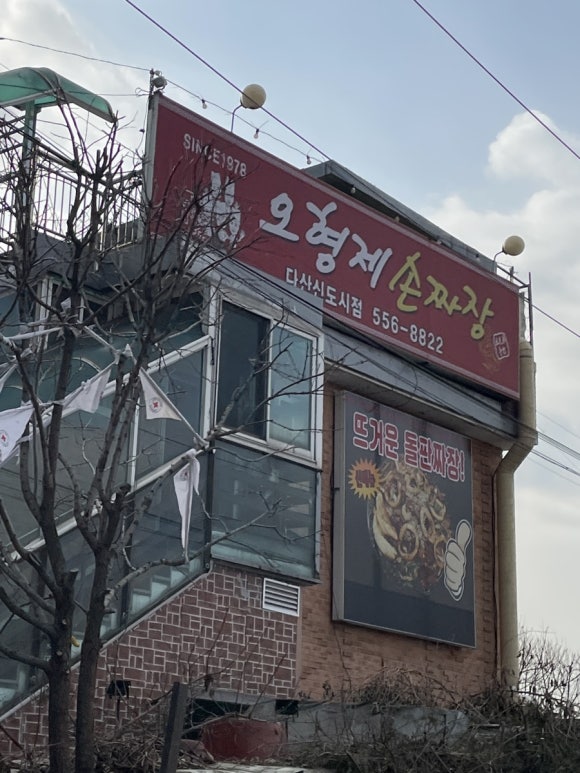 SINCE1978
오형제 손짜장
다산신도시점 556-8822
뜨거운 돌판짜장!